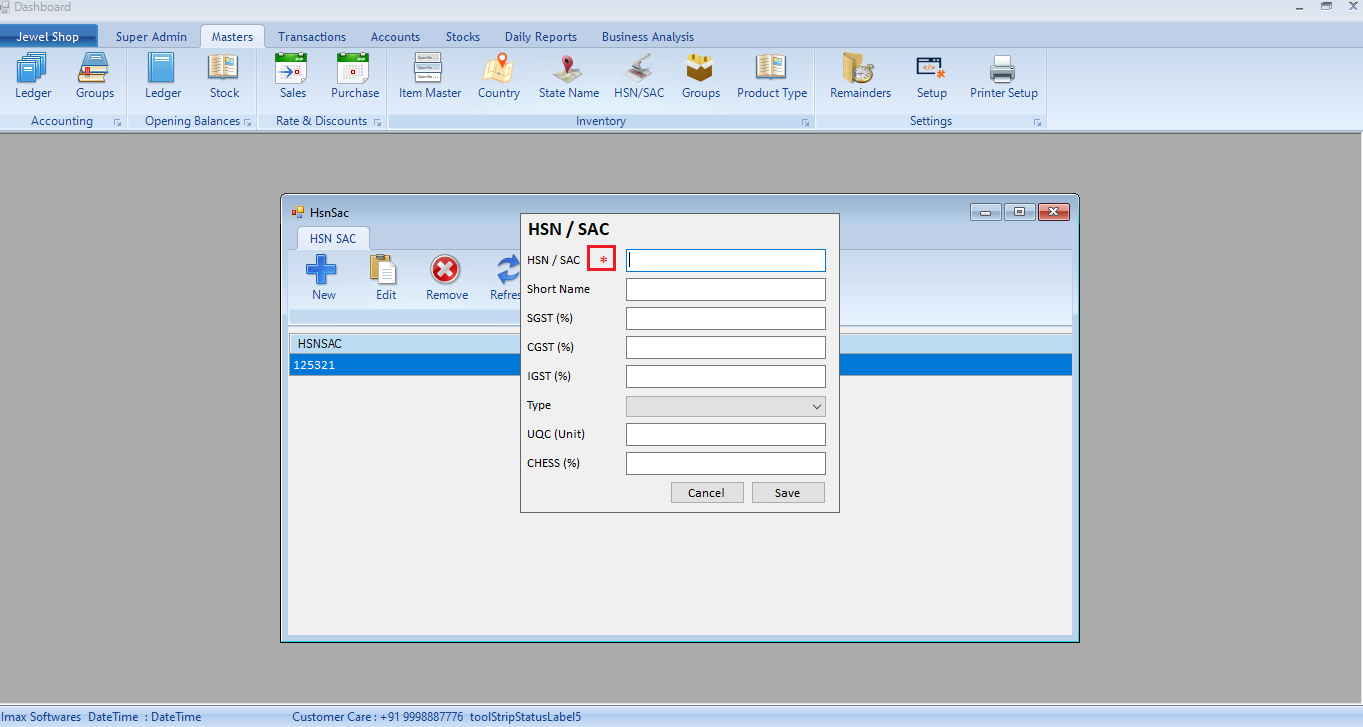 Dashboard
Jewel Shop Super Admin Masters Transactions Accounts Stocks Daily Reports Business Analysis
Ledger Groups Ledger Stock Sales Purchase Item Master Country State Name HSN/SAC Groups Product Type Remainders Setup Printer Setup
Accounting Opening Balances Rate & Discounts Inventory Settings
HsnSac
HSN SAC
New Edit Remove Refres
HSNSAC
125321
HSN / SAC
HSN / SAC *
Short Name
SGST (%)
CGST (%)
IGST (%)
Type
UQC (Unit)
CHESS (%)
Cancel Save
Imax Softwares DateTime : DateTime Customer Care : +91 9998887776 toolStripStatusLabel5